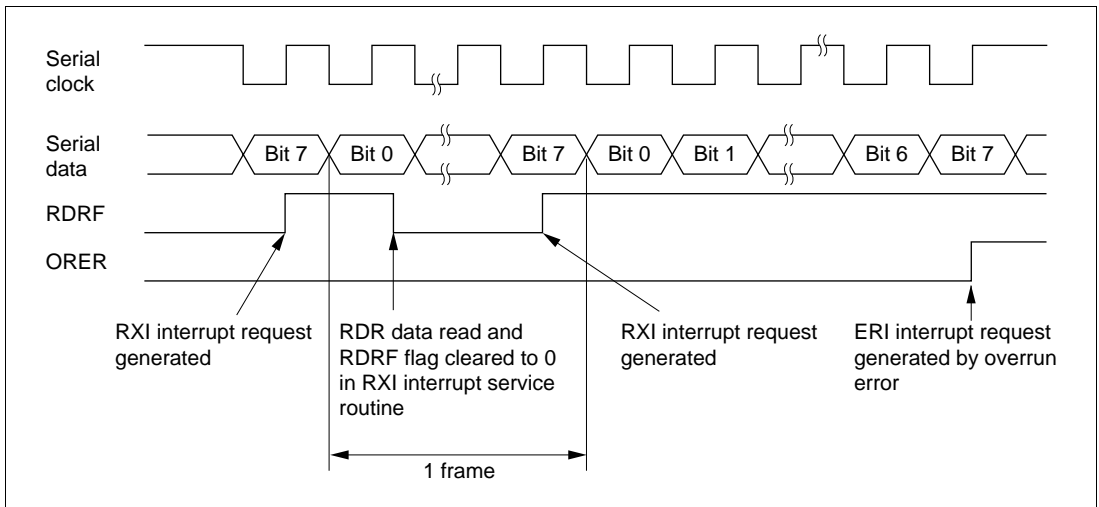 Serial
clock
Serial
data
Bit 7
Bit 0
Bit 7
Bit 0
Bit 1
Bit 6
Bit 7
RDRF
ORER
RXI interrupt request
generated
RDR data read and
RDRF flag cleared to 0
in RXI interrupt service
routine
RXI interrupt request
generated
ERI interrupt request
generated by overrun
error
1 frame